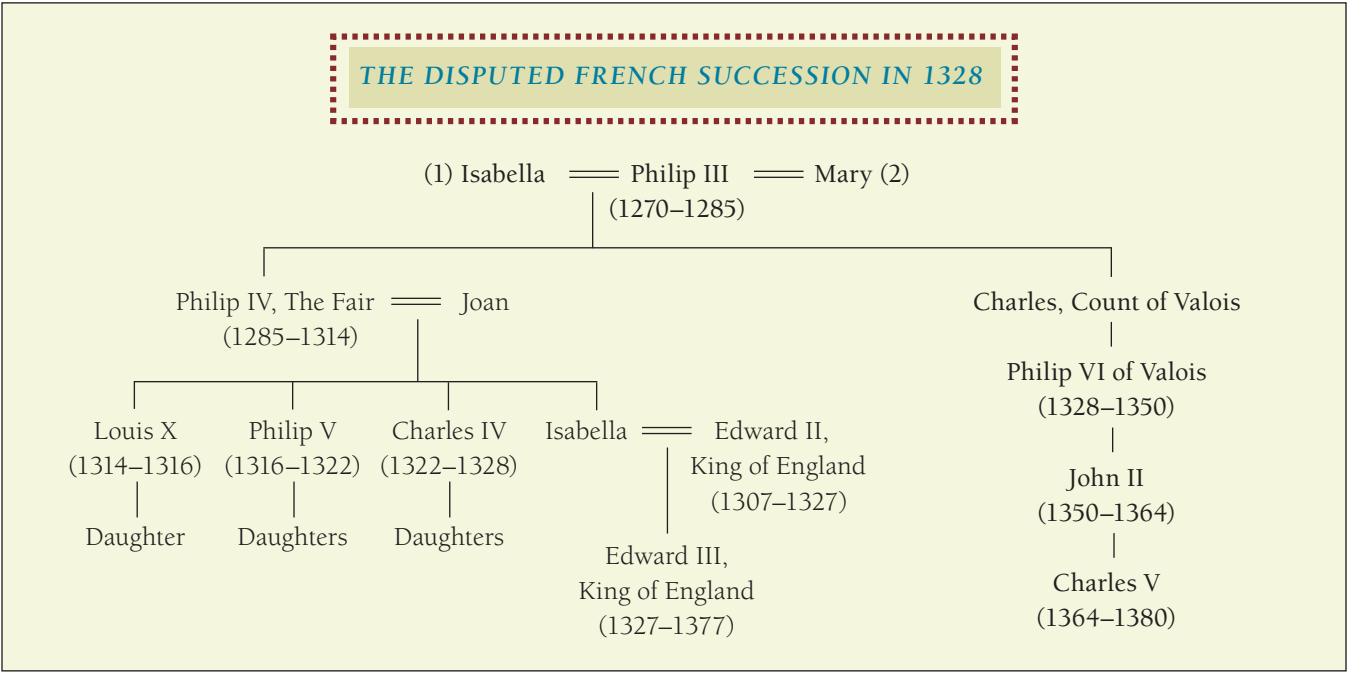 THE DISPUTED FRENCH SUCCESSION IN 1328
(1) Isabella Philip III Mary (2)
(1270–1285)
Philip IV, The Fair Joan
(1285–1314)
Charles, Count of Valois
Philip VI of Valois
(1328–1350)
John II
(1350–1364)
Charles V
(1364–1380)
Louis X
(1314–1316)
Daughter
Philip V
(1316–1322)
Daughters
Charles IV
(1322–1328)
Daughters
Isabella
Edward II,
King of England
(1307–1327)
Edward III,
King of England
(1327–1377)